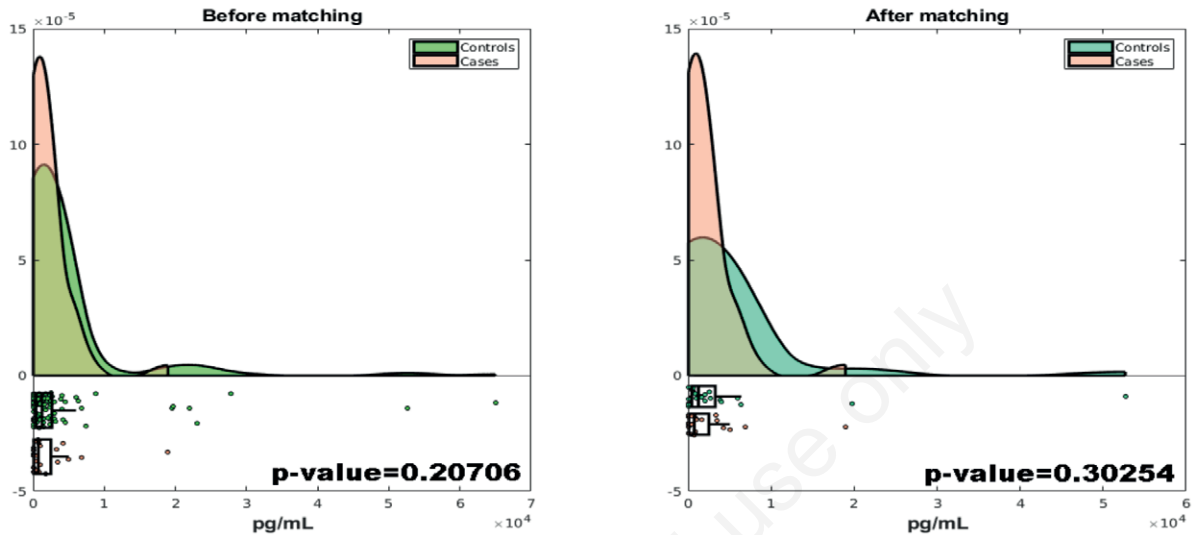 Before matching
×10⁻⁵
15
10
5
0
-5
Controls
Cases
p-value=0.20706
0 1 2 3 4 5 6 7
×10⁴
pg/mL
After matching
×10⁻⁵
15
10
5
0
-5
Controls
Cases
p-value=0.30254
0 1 2 3 4 5 6
×10⁴
pg/mL
use only